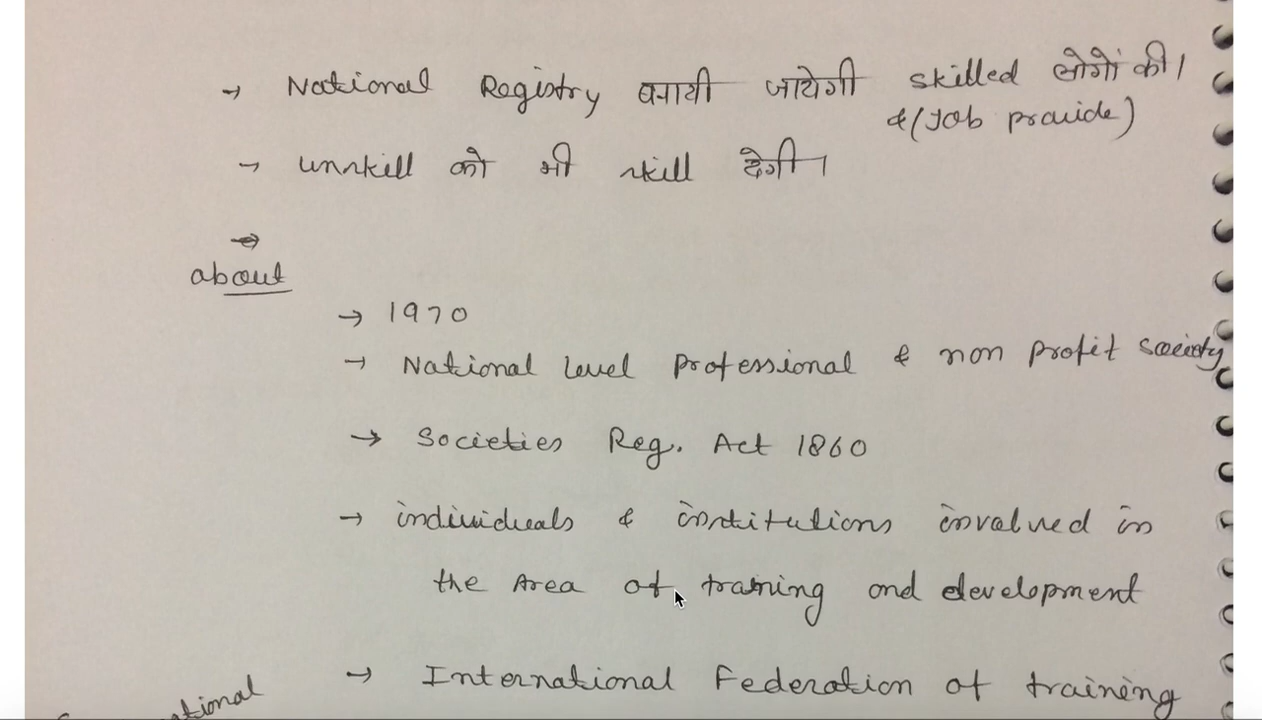 → National Registry बनायी जायेगी skilled लोगों की।
& (Job provide)
→ unskill को भी skill देगी।
→
about
→ 1970
→ National level Professional & non Profit Society
→ Societies Reg. Act 1860
→ individuals & institutions involved in
the Area of training and development
→ International Federation of training